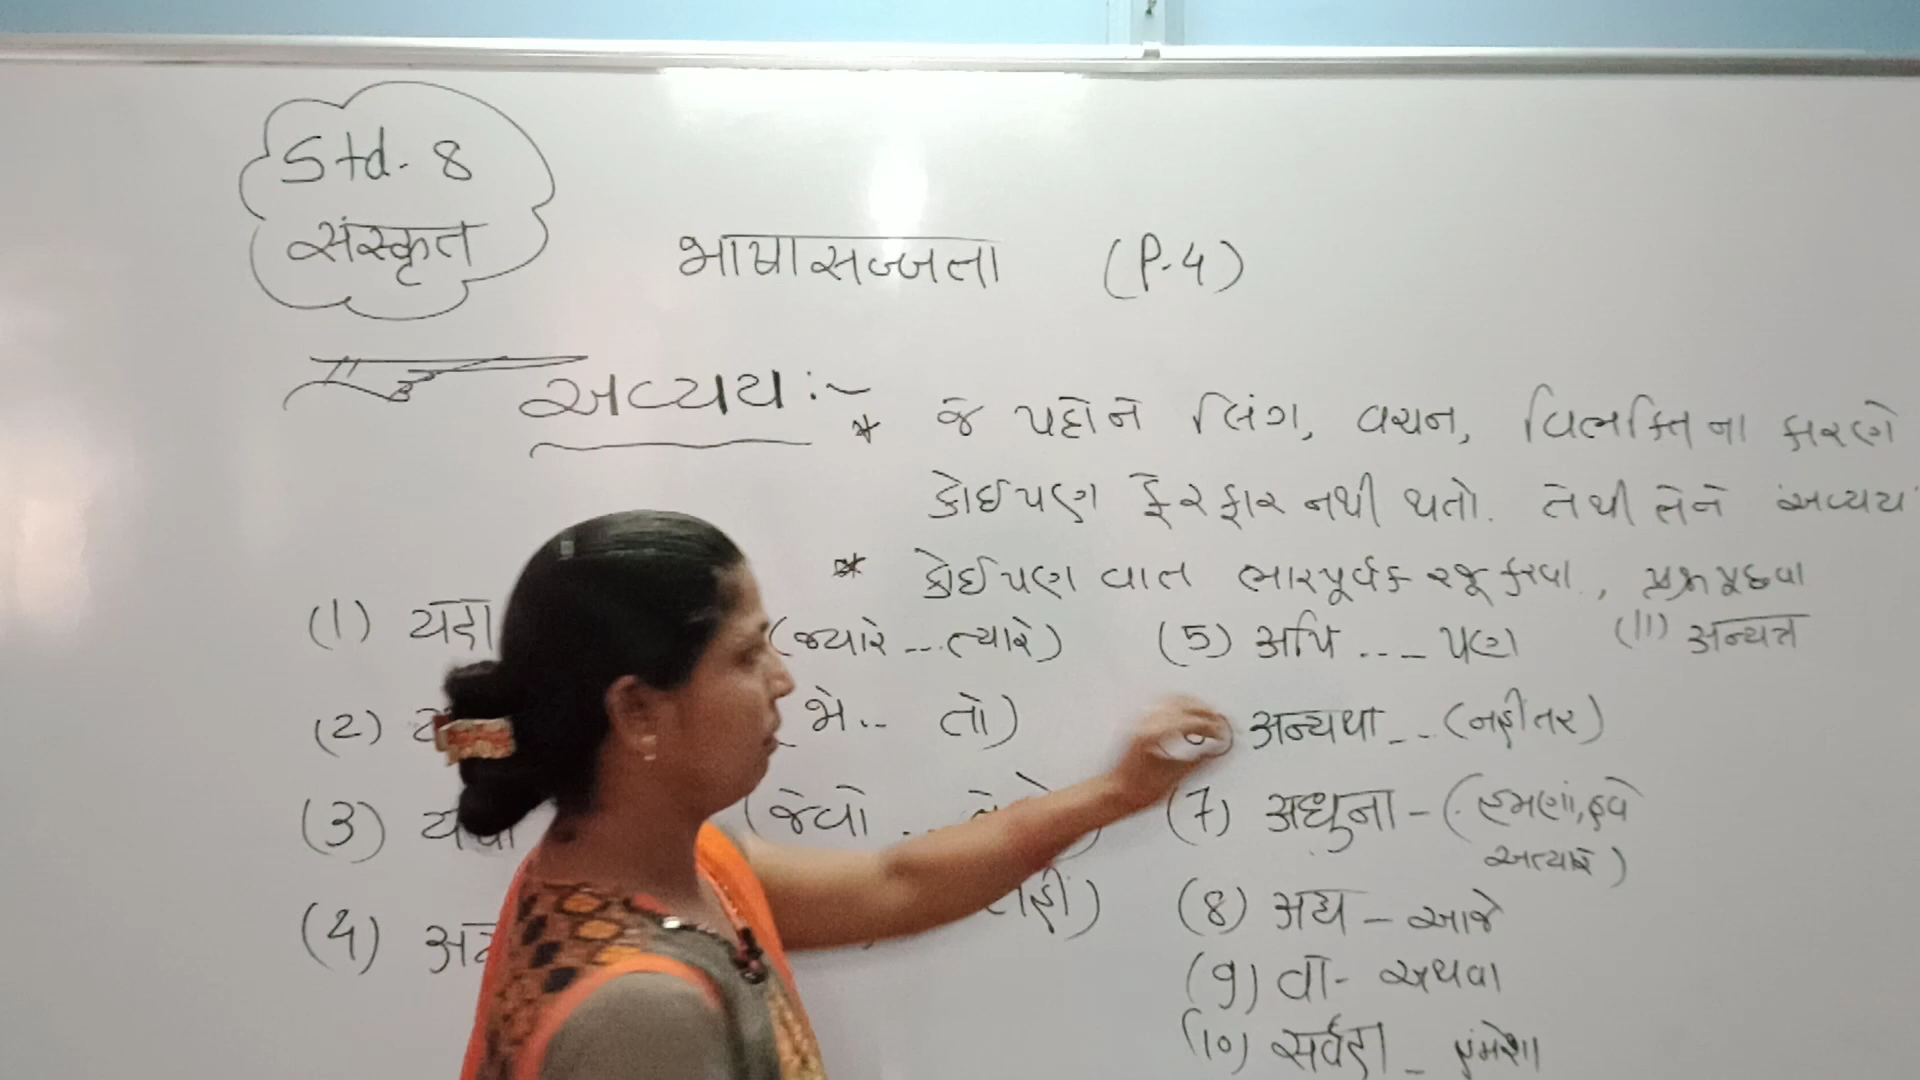 Std. 8
संस्कृत
भाषासज्जता (P.4)
અવ્યય :-
* જે પદોને લિંગ, વચન, વિભક્તિ ના કારણે
કોઈપણ ફેરફાર નથી થતો. તેથી તેને અવ્યય
* કોઈપણ વાત ભારપૂર્વક રજૂ કરવા, પ્રશ્ન પૂછવા
(1) यदा (જ્યારે --- ત્યારે)
(2) જો.. તો)
(3) (જેવો ..
(4)
(5) अपि --- પણ
अन्यथा -- (નહીતર)
(7) अधुना - (હમણાં, હવે
અત્યારે)
(8) अद्य - આજે
(9) वा - અથવા
(10) सर्वदा - હંમેશા
(11) अन्यत्र